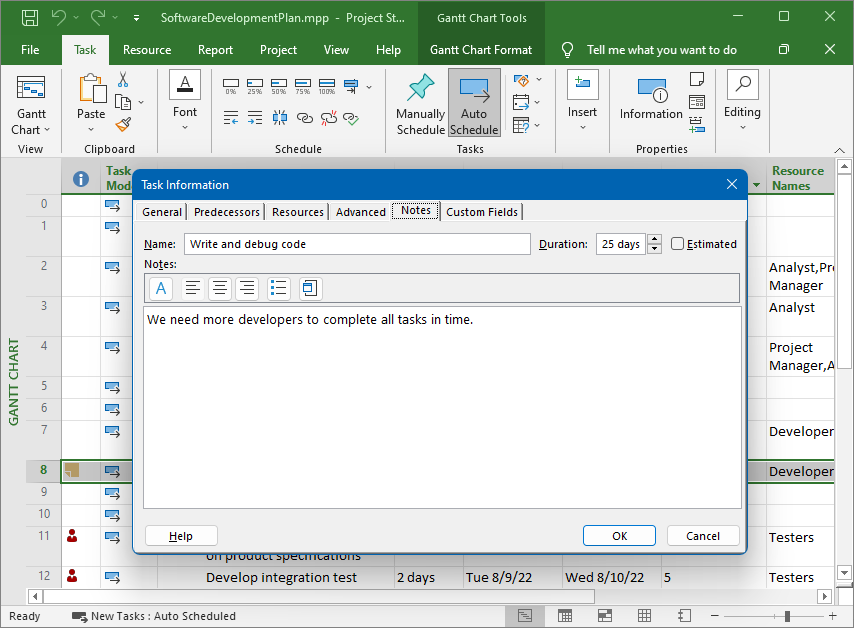 SoftwareDevelopmentPlan.mpp - Project St...
Gantt Chart Tools
File Task Resource Report Project View Help Gantt Chart Format Tell me what you want to do
0% 25% 50% 75% 100%
Gantt Chart
Paste
Font
Manually Schedule
Auto Schedule
Insert
Information
Editing
View Clipboard Schedule Tasks Properties
Task
Mod
Resource Names
GANTT CHART
0
1
2 Analyst,Pro
Manager
3 Analyst
4 Project
Manager,A
5
6
7 Developer
8 Developer
9
10
11 Testers
on product specifications
12 Develop integration test 2 days Tue 8/9/22 Wed 8/10/22 5 Testers
Task Information
General Predecessors Resources Advanced Notes Custom Fields
Name: Write and debug code Duration: 25 days Estimated
Notes:
A
We need more developers to complete all tasks in time.
Help OK Cancel
Ready New Tasks : Auto Scheduled